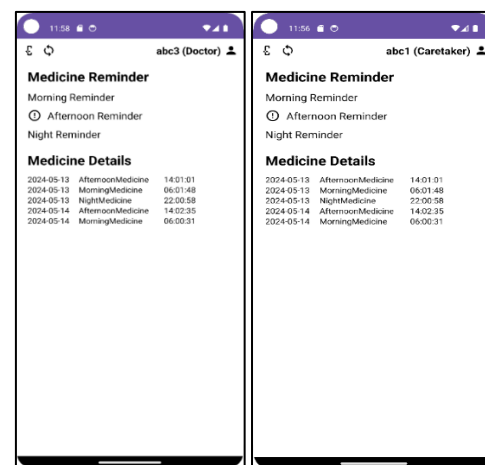 11:58
abc3 (Doctor)
Medicine Reminder
Morning Reminder
Afternoon Reminder
Night Reminder
Medicine Details
2024-05-13 AfternoonMedicine 14:01:01
2024-05-13 MorningMedicine 06:01:48
2024-05-13 NightMedicine 22:00:58
2024-05-14 AfternoonMedicine 14:02:35
2024-05-14 MorningMedicine 06:00:31
11:56
abc1 (Caretaker)
Medicine Reminder
Morning Reminder
Afternoon Reminder
Night Reminder
Medicine Details
2024-05-13 AfternoonMedicine 14:01:01
2024-05-13 MorningMedicine 06:01:48
2024-05-13 NightMedicine 22:00:58
2024-05-14 AfternoonMedicine 14:02:35
2024-05-14 MorningMedicine 06:00:31